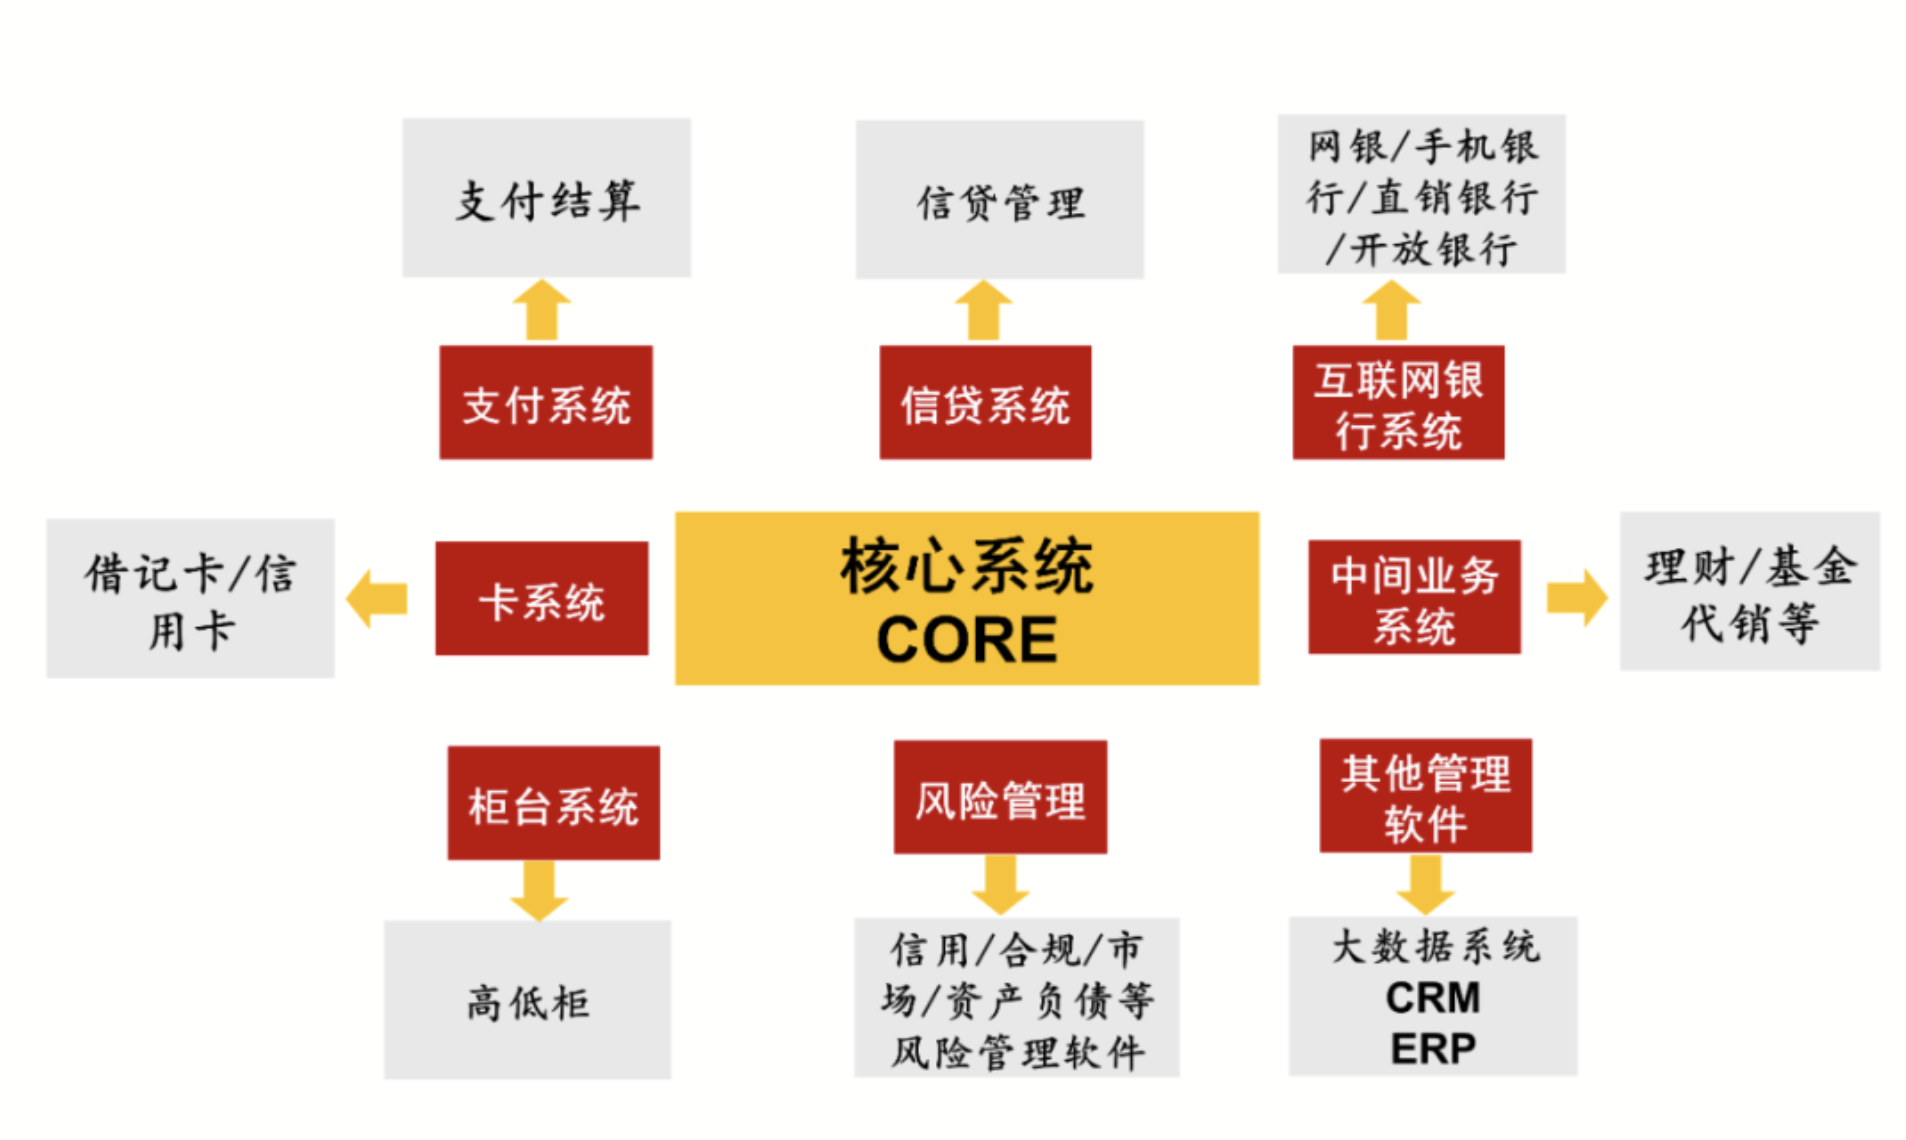 支付结算
信贷管理
网银/手机银
行/直销银行
/开放银行
支付系统
信贷系统
互联网银
行系统
借记卡/信
用卡
卡系统
核心系统
CORE
中间业务
系统
理财/基金
代销等
柜台系统
风险管理
其他管理
软件
高低柜
信用/合规/市
场/资产负债等
风险管理软件
大数据系统
CRM
ERP